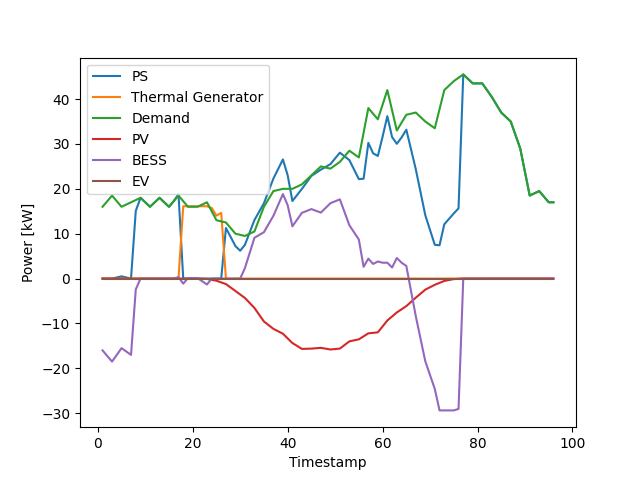 PS
Thermal Generator
Demand
PV
BESS
EV
Power [kW]
40
30
20
10
0
−10
−20
−30
0 20 40 60 80 100
Timestamp